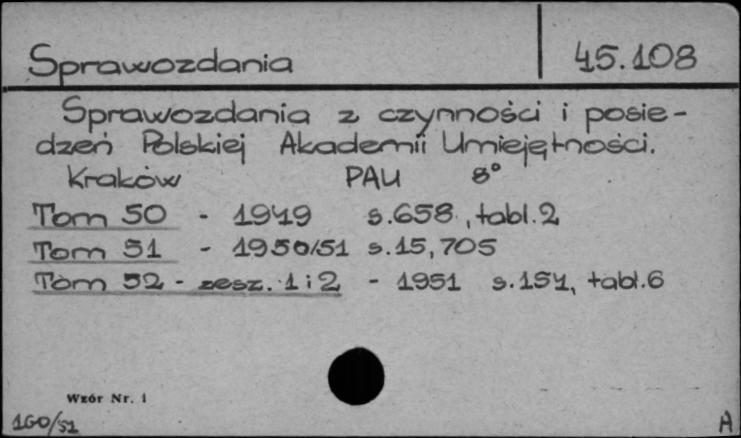 Sprawozdania 45.108
Sprawozdania z czynności i posie-
dzeń Polskiej Akademii Umiejętności.
Kraków PAU 8°
Tom 50 - 1949 s.658, tabl.2
Tom 51 - 1950/51 s.15,705
Tom 52 - zesz. 1 i 2 - 1951 s.154, tabl.6
Wzór Nr. 1
160/51 A